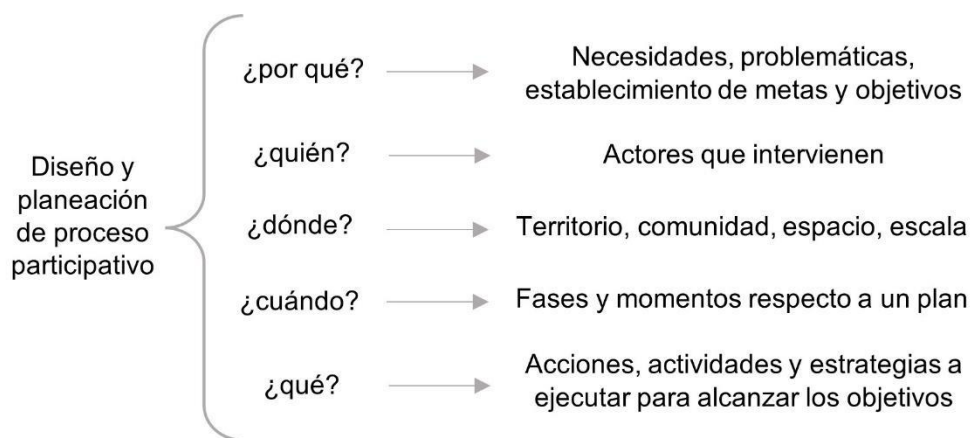 Diseño y
planeación
de proceso
participativo
¿por qué?
Necesidades, problemáticas,
establecimiento de metas y objetivos
¿quién?
Actores que intervienen
¿dónde?
Territorio, comunidad, espacio, escala
¿cuándo?
Fases y momentos respecto a un plan
¿qué?
Acciones, actividades y estrategias a
ejecutar para alcanzar los objetivos